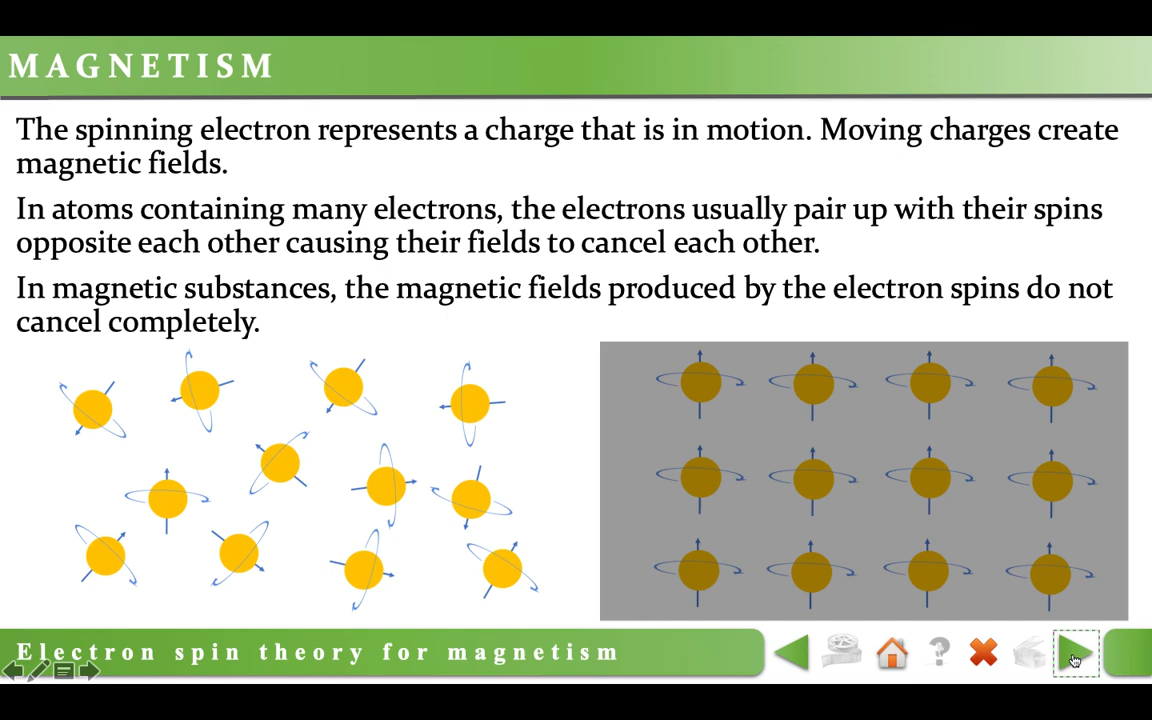 MAGNETISM
The spinning electron represents a charge that is in motion. Moving charges create
magnetic fields.
In atoms containing many electrons, the electrons usually pair up with their spins
opposite each other causing their fields to cancel each other.
In magnetic substances, the magnetic fields produced by the electron spins do not
cancel completely.
Electron spin theory for magnetism